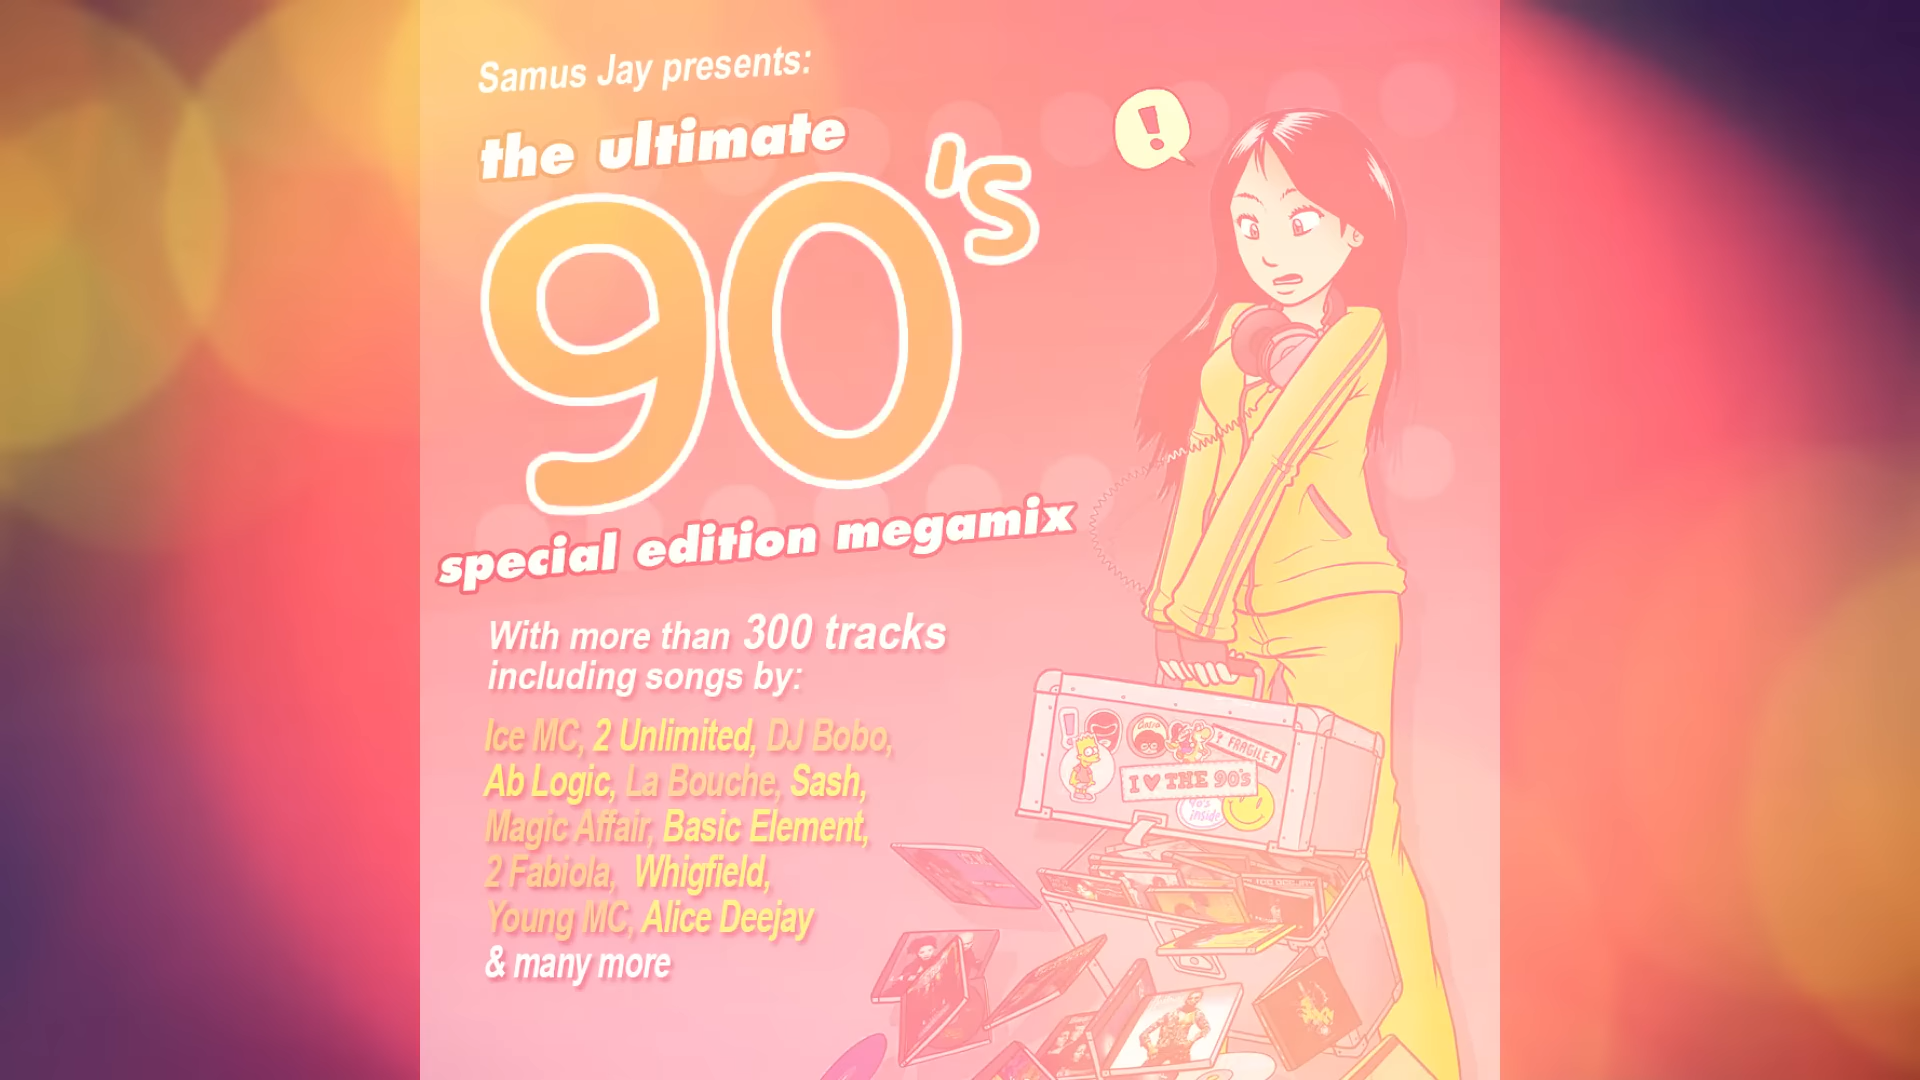 Samus Jay presents:
the ultimate
90's
special edition megamix
With more than 300 tracks
including songs by:
Ice MC, 2 Unlimited, DJ Bobo,
Ab Logic, La Bouche, Sash,
Magic Affair, Basic Element,
2 Fabiola, Whigfield,
Young MC, Alice Deejay
& many more
!
FRAGILE
I ♥ THE 90's
90's
inside